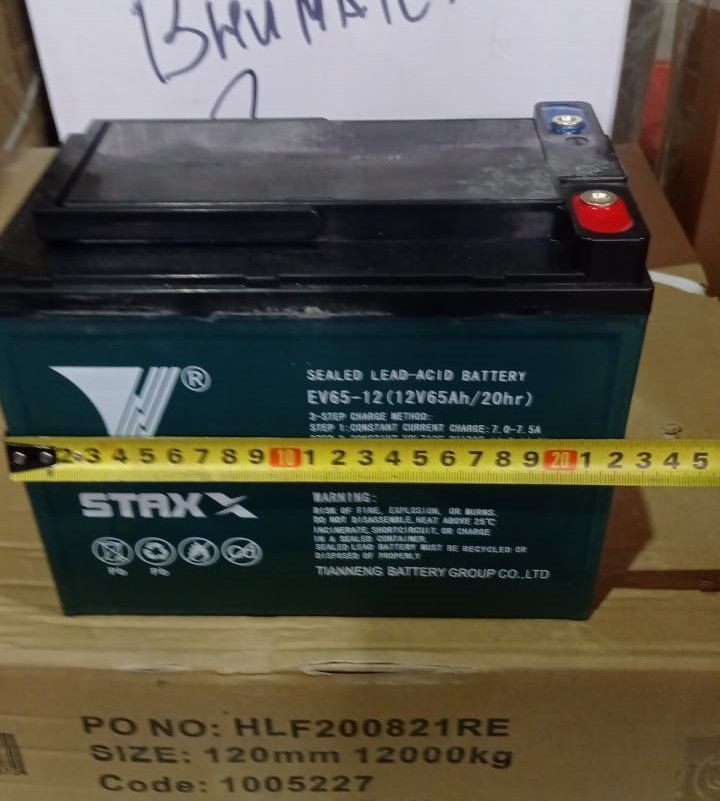 ®
SEALED LEAD-ACID BATTERY
EV65-12(12V65Ah/20hr)
3-STEP CHARGE METHOD:
STEP 1:CONSTANT CURRENT CHARGE:7.0-7.5A
2 3 4 5 6 7 8 9 10 1 2 3 4 5 6 7 8 9 20 1 2 3 4 5
STAXX
WARNING:
RISK OF FIRE, EXPLOSION, OR BURNS.
DO NOT DISASSEMBLE, HEAT ABOVE 25℃
INCINERATE, SHORTCIRCUIT, OR CHARGE
IN A SEALED CONTAINER.
SEALED LEAD BATTERY MUST BE RECYCLED OR
DISPOSED OF PROPERLY
Pb Pb
TIANNENG BATTERY GROUP CO.,LTD
PO NO: HLF200821RE
SIZE: 120mm 12000kg
Code: 1005227